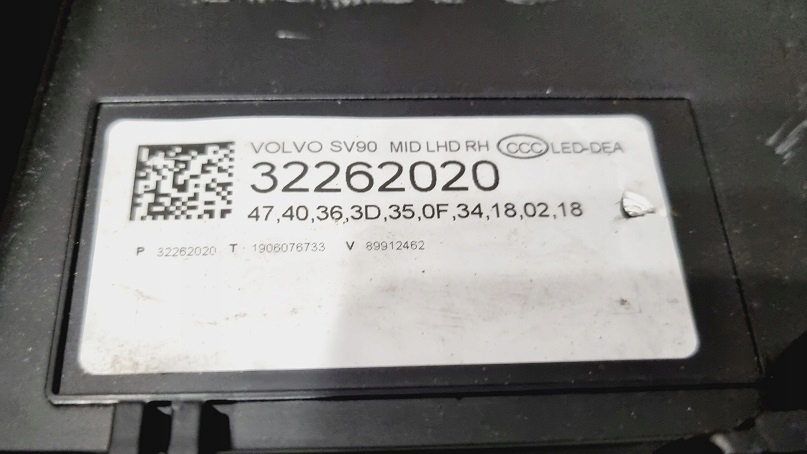 VOLVO SV90 MID LHD RH CCC LED-DEA
32262020
47,40,36,3D,35,0F,34,18,02,18
P 32262020 T 1906076733 V 89912462